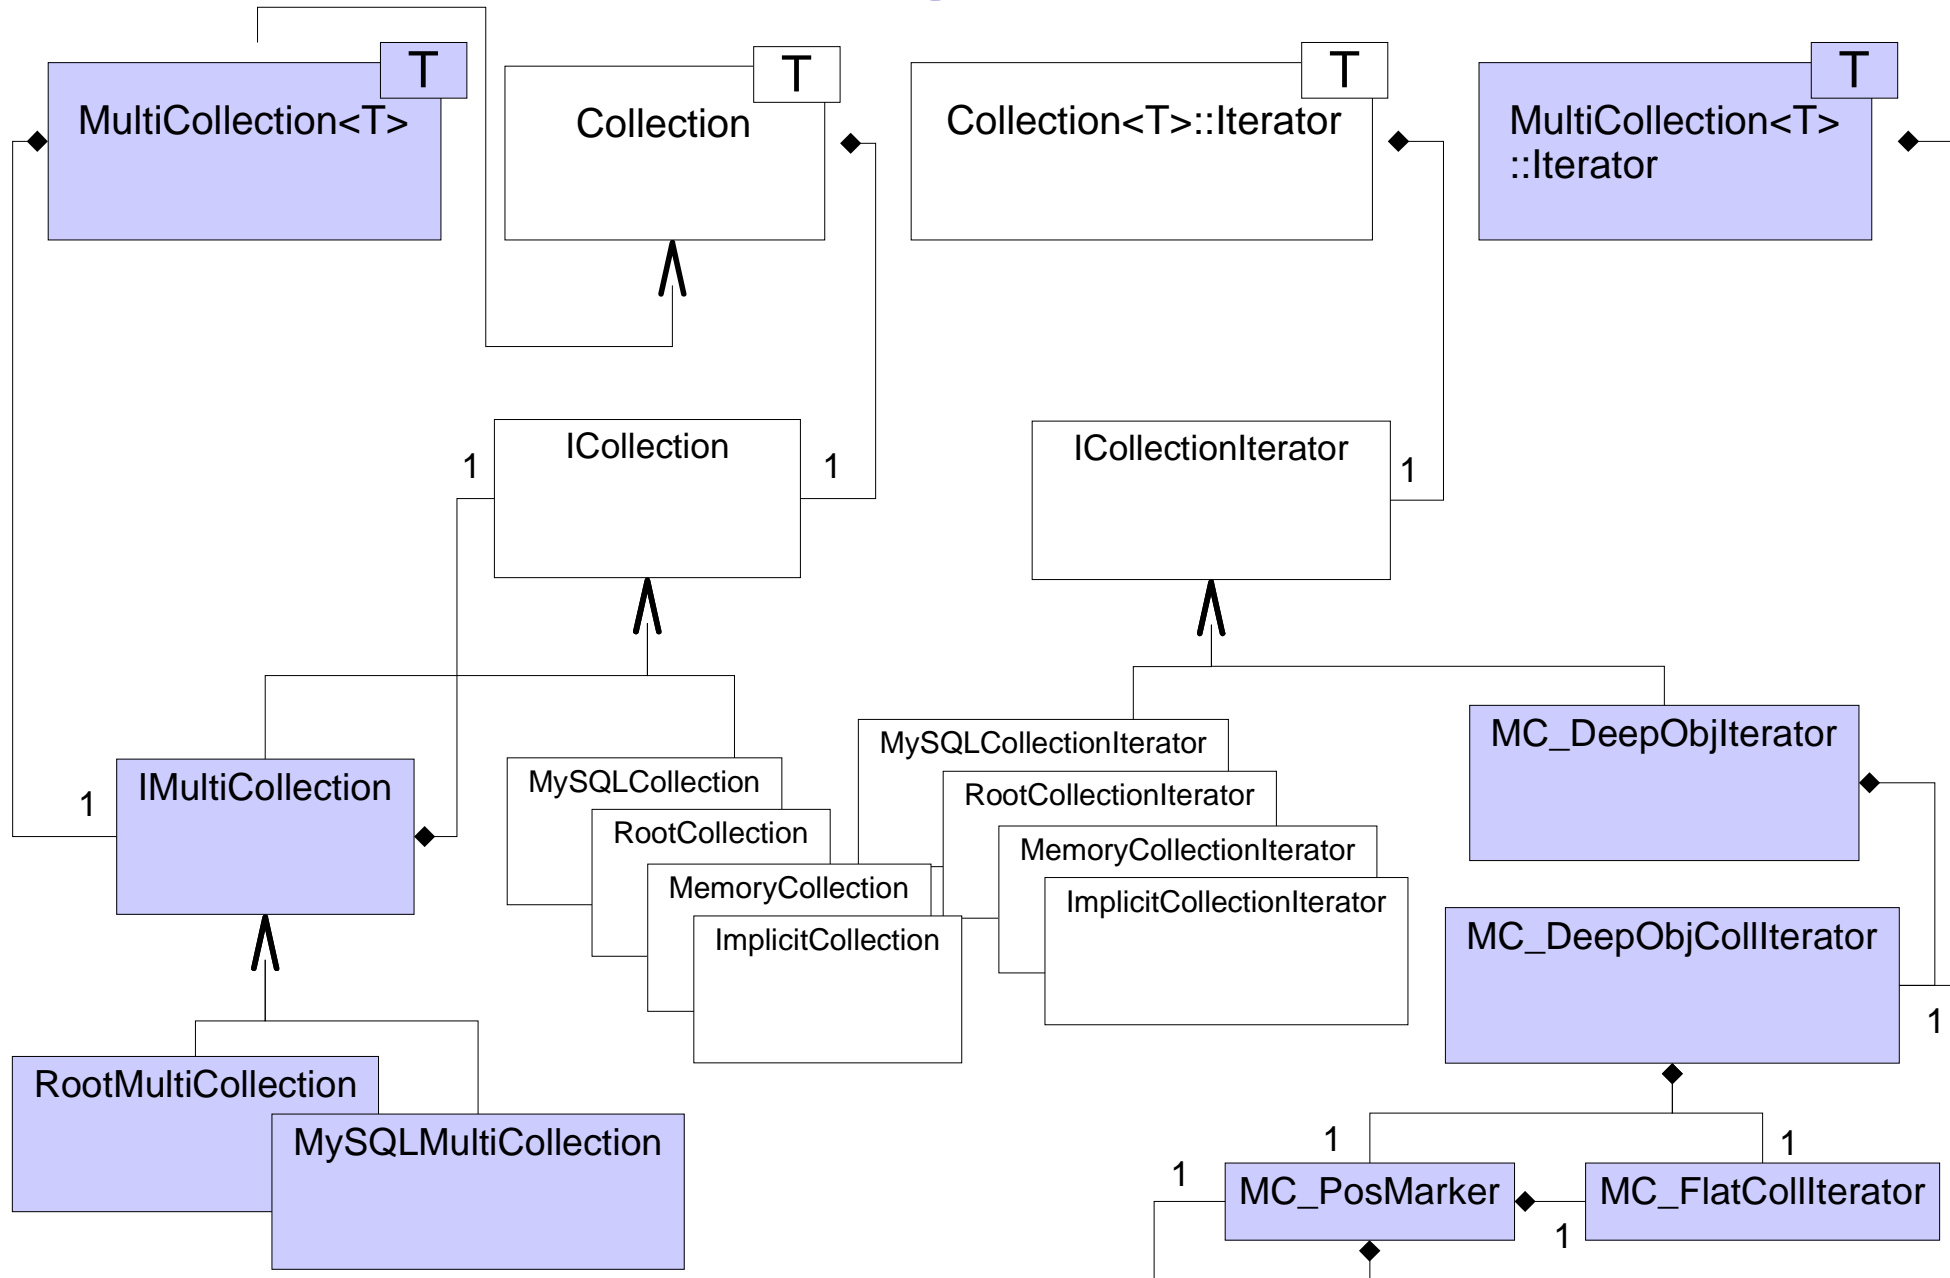 T
MultiCollection<T>
T
Collection
T
Collection<T>::Iterator
T
MultiCollection<T>
::Iterator
1
ICollection
1
ICollectionIterator
1
1
IMultiCollection
MySQLCollection
RootCollection
MemoryCollection
ImplicitCollection
MySQLCollectionIterator
RootCollectionIterator
MemoryCollectionIterator
ImplicitCollectionIterator
MC_DeepObjIterator
MC_DeepObjCollIterator
1
RootMultiCollection
MySQLMultiCollection
1
1
1
MC_PosMarker
1
MC_FlatCollIterator